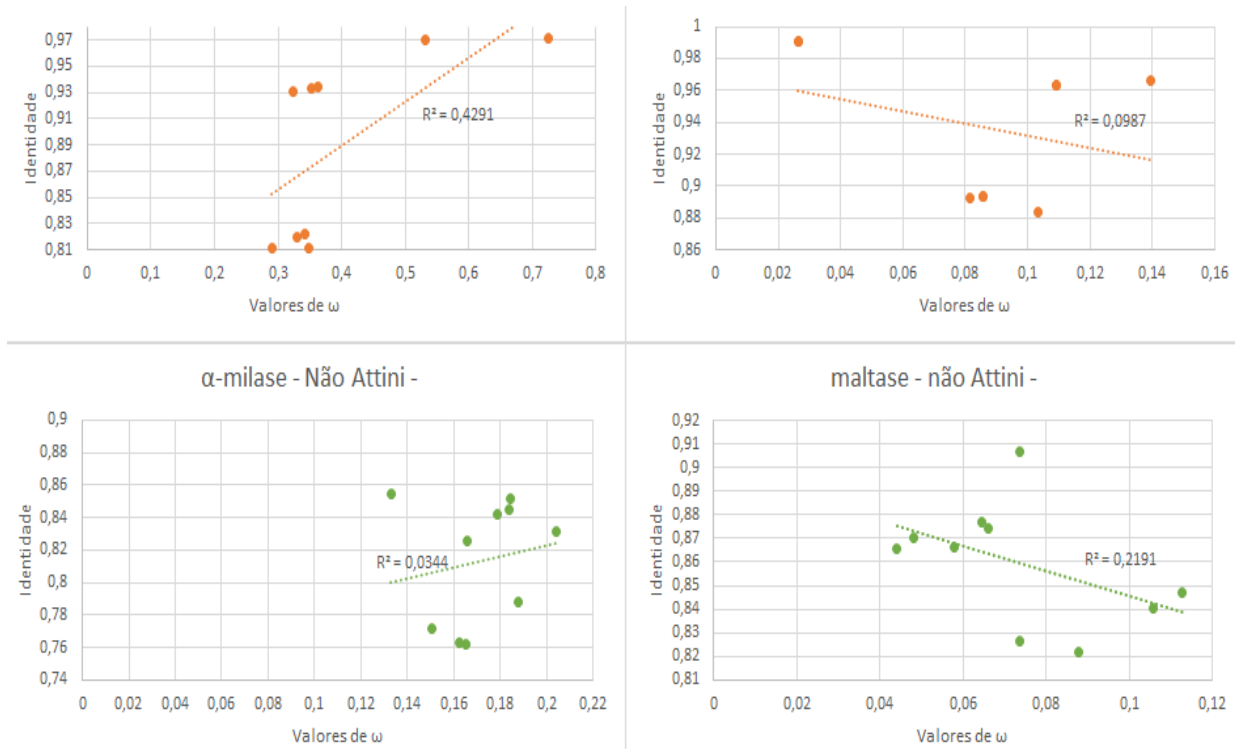 0,97
0,95
0,93
0,91
0,89
0,87
0,85
0,83
0,81
Identidade
R² = 0,4291
0 0,1 0,2 0,3 0,4 0,5 0,6 0,7 0,8
Valores de ω
1
0,98
0,96
0,94
0,92
0,9
0,88
0,86
Identidade
R² = 0,0987
0 0,02 0,04 0,06 0,08 0,1 0,12 0,14 0,16
Valores de ω
α-milase - Não Attini -
0,9
0,88
0,86
0,84
0,82
0,8
0,78
0,76
0,74
Identidade
R² = 0,0344
0 0,02 0,04 0,06 0,08 0,1 0,12 0,14 0,16 0,18 0,2 0,22
Valores de ω
maltase - não Attini -
0,92
0,91
0,9
0,89
0,88
0,87
0,86
0,85
0,84
0,83
0,82
0,81
Identidade
R² = 0,2191
0 0,02 0,04 0,06 0,08 0,1 0,12
Valores de ω